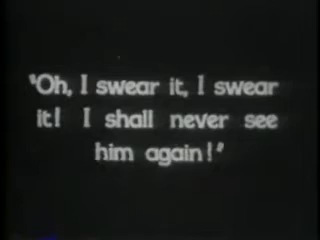 "Oh, I swear it, I swear
it! I shall never see
him again!"